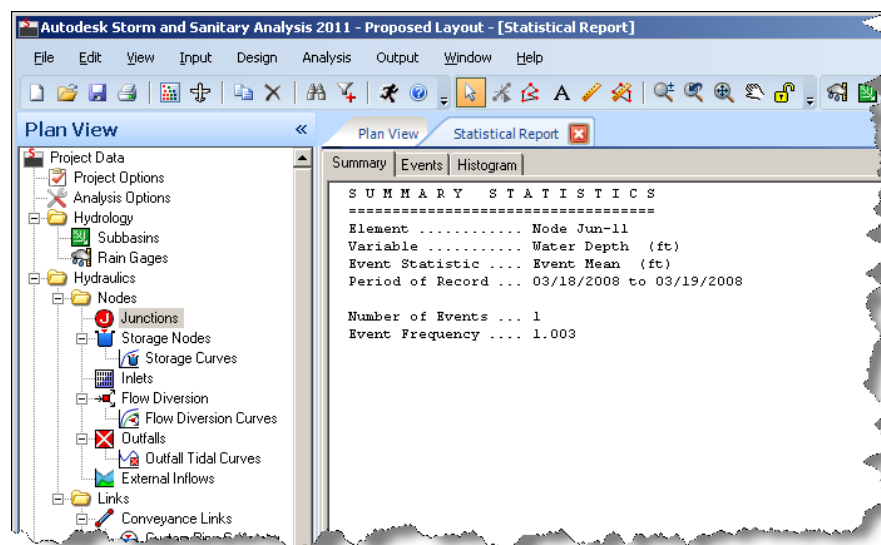 Autodesk Storm and Sanitary Analysis 2011 - Proposed Layout - [Statistical Report]
File Edit View Input Design Analysis Output Window Help
Plan View «
Plan View Statistical Report
Summary Events Histogram
Project Data
Project Options
Analysis Options
Hydrology
Subbasins
Rain Gages
Hydraulics
Nodes
Junctions
Storage Nodes
Storage Curves
Inlets
Flow Diversion
Flow Diversion Curves
Outfalls
Outfall Tidal Curves
External Inflows
Links
Conveyance Links
S U M M A R Y   S T A T I S T I C S
===================================
Element ............ Node Jun-11
Variable ........... Water Depth (ft)
Event Statistic .... Event Mean (ft)
Period of Record ... 03/18/2008 to 03/19/2008
Number of Events ... 1
Event Frequency .... 1.003